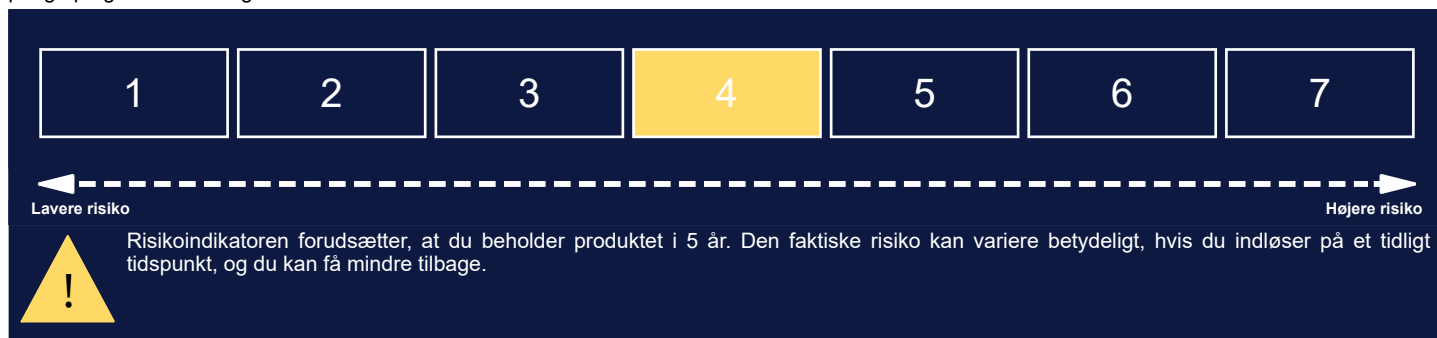 1 2 3 4 5 6 7
Lavere risiko Højere risiko
Risikoindikatoren forudsætter, at du beholder produktet i 5 år. Den faktiske risiko kan variere betydeligt, hvis du indløser på et tidligt
tidspunkt, og du kan få mindre tilbage.
!